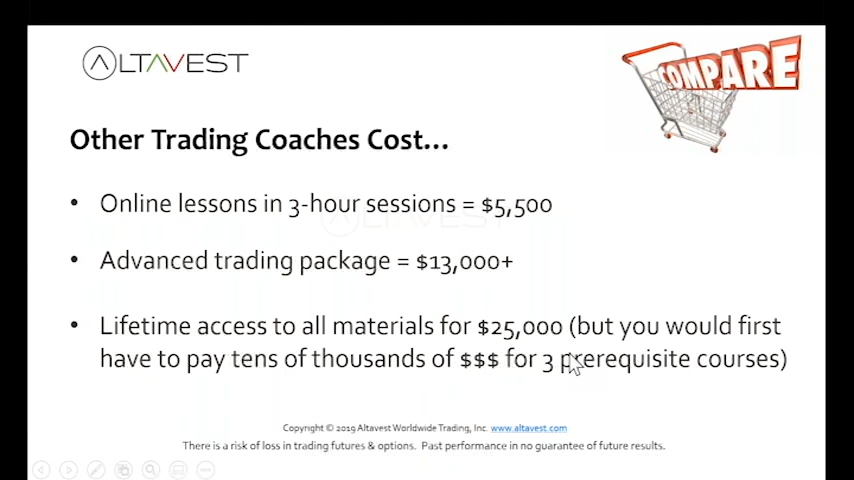 ALTAVEST
COMPARE
Other Trading Coaches Cost...
• Online lessons in 3-hour sessions = $5,500
ALTAVEST
• Advanced trading package = $13,000+
• Lifetime access to all materials for $25,000 (but you would first
have to pay tens of thousands of $$$ for 3 prerequisite courses)
Copyright © 2019 Altavest Worldwide Trading, Inc. www.altavest.com
There is a risk of loss in trading futures & options. Past performance in no guarantee of future results.